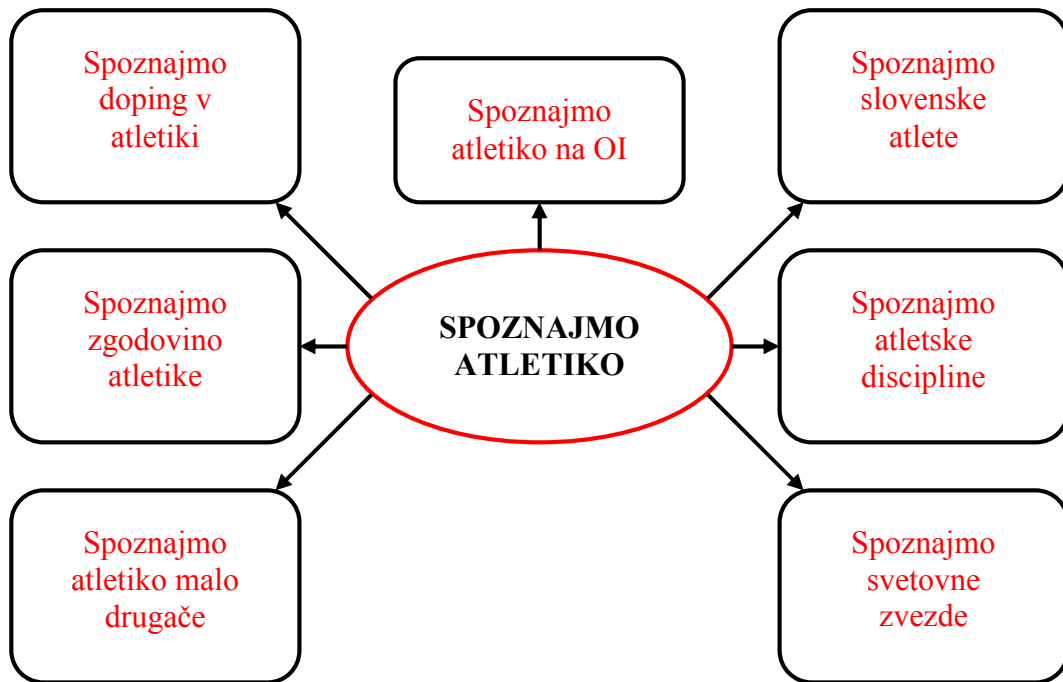 Spoznajmo
doping v
atletiki
Spoznajmo
atletiko na OI
Spoznajmo
slovenske
atlete
Spoznajmo
zgodovino
atletike
SPOZNAJMO
ATLETIKO
Spoznajmo
atletske
discipline
Spoznajmo
atletiko malo
drugače
Spoznajmo
svetovne
zvezde